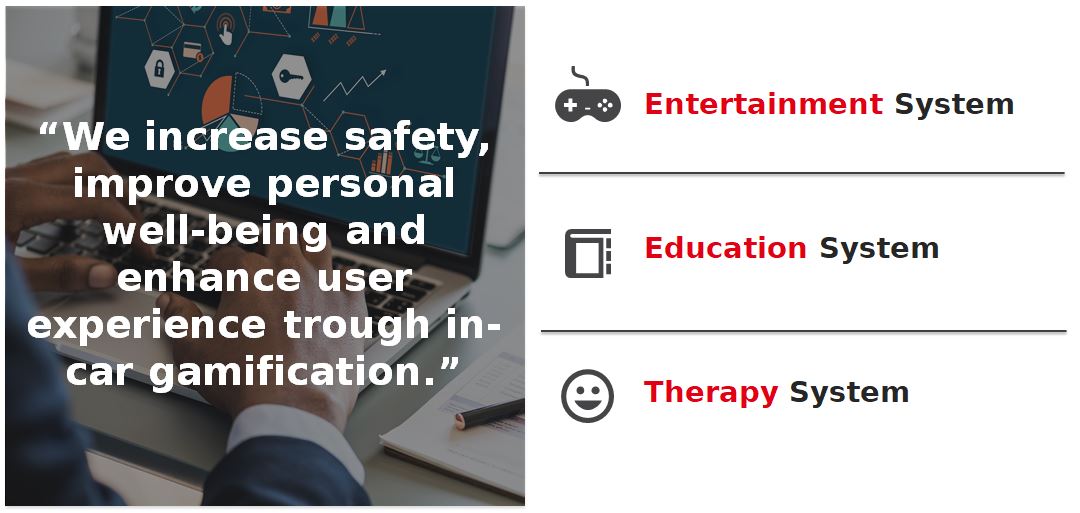 “We increase safety,
improve personal
well-being and
enhance user
experience trough in-
car gamification.”
Entertainment System
Education System
Therapy System